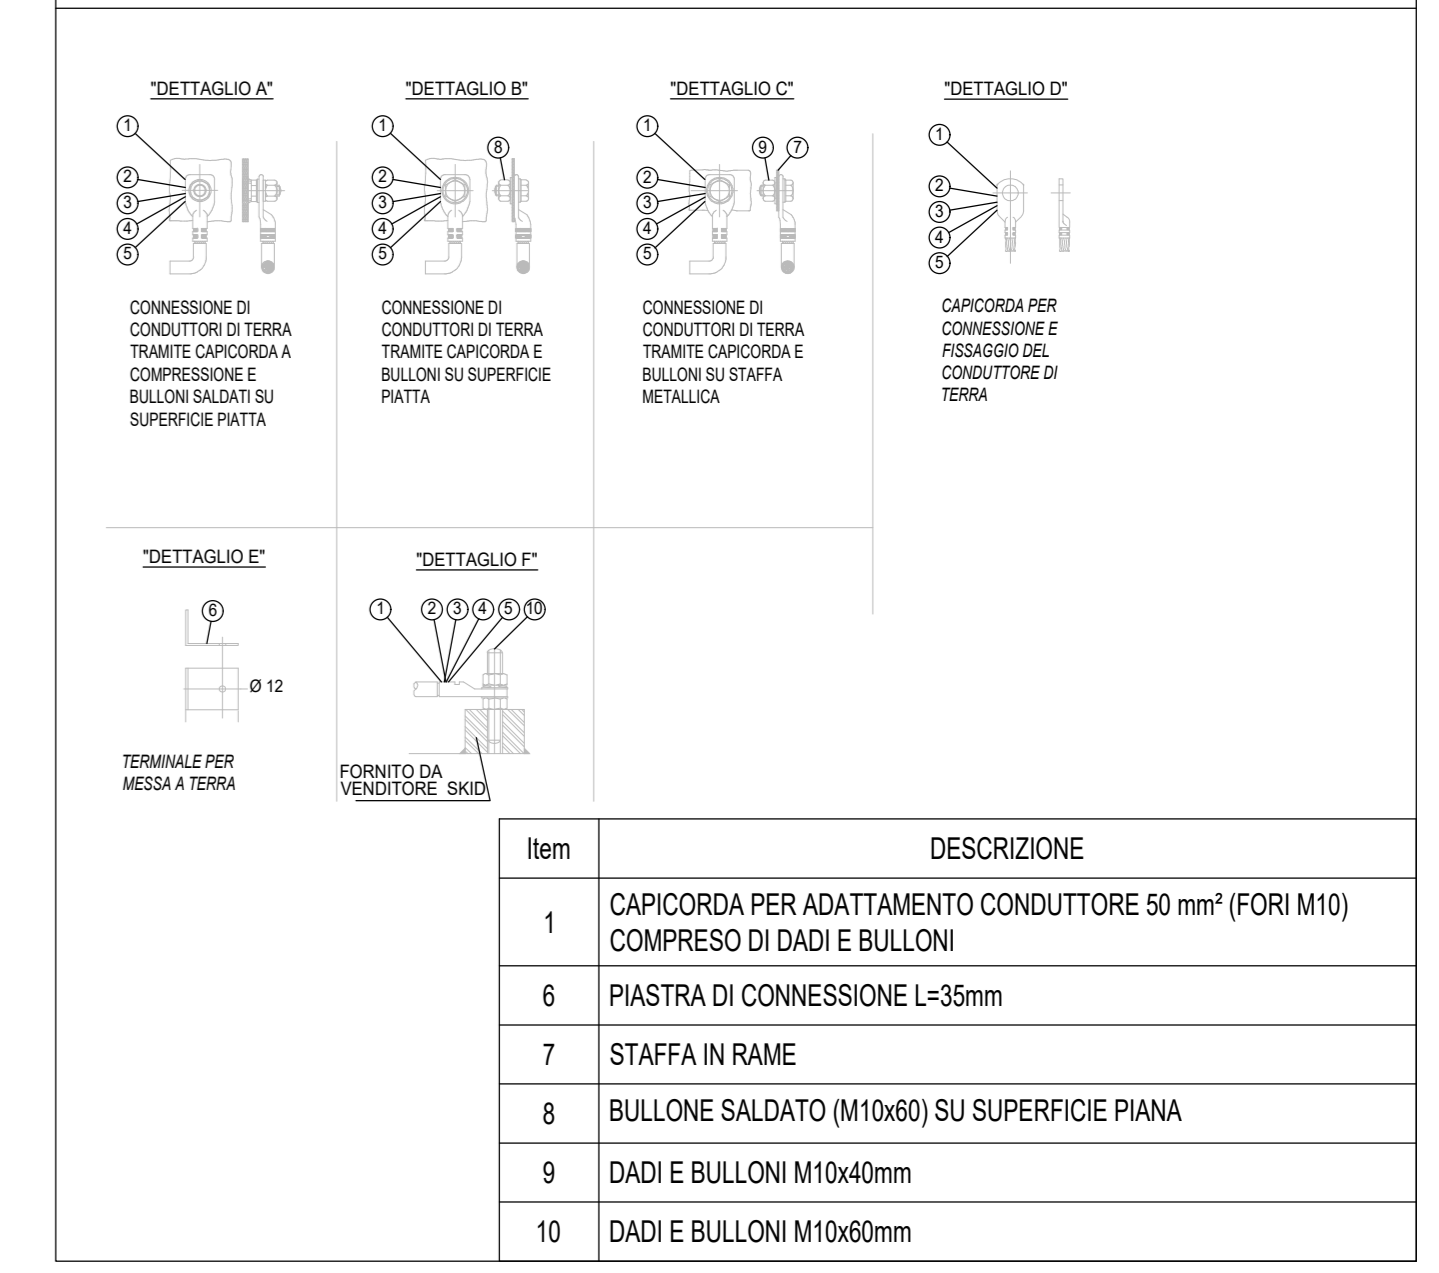 "DETTAGLIO A"
1
2
3
4
5
CONNESSIONE DI
CONDUTTORI DI TERRA
TRAMITE CAPICORDA A
COMPRESSIONE E
BULLONI SALDATI SU
SUPERFICIE PIATTA
"DETTAGLIO B"
1
8
2
3
4
5
CONNESSIONE DI
CONDUTTORI DI TERRA
TRAMITE CAPICORDA E
BULLONI SU SUPERFICIE
PIATTA
"DETTAGLIO C"
1
9 7
2
3
4
5
CONNESSIONE DI
CONDUTTORI DI TERRA
TRAMITE CAPICORDA E
BULLONI SU STAFFA
METALLICA
"DETTAGLIO D"
1
2
3
4
5
CAPICORDA PER
CONNESSIONE E
FISSAGGIO DEL
CONDUTTORE DI
TERRA
"DETTAGLIO E"
6
Ø 12
TERMINALE PER
MESSA A TERRA
"DETTAGLIO F"
1 2 3 4 5 10
FORNITO DA
VENDITORE SKID
Item DESCRIZIONE
1 CAPICORDA PER ADATTAMENTO CONDUTTORE 50 mm² (FORI M10)
COMPRESO DI DADI E BULLONI
6 PIASTRA DI CONNESSIONE L=35mm
7 STAFFA IN RAME
8 BULLONE SALDATO (M10x60) SU SUPERFICIE PIANA
9 DADI E BULLONI M10x40mm
10 DADI E BULLONI M10x60mm